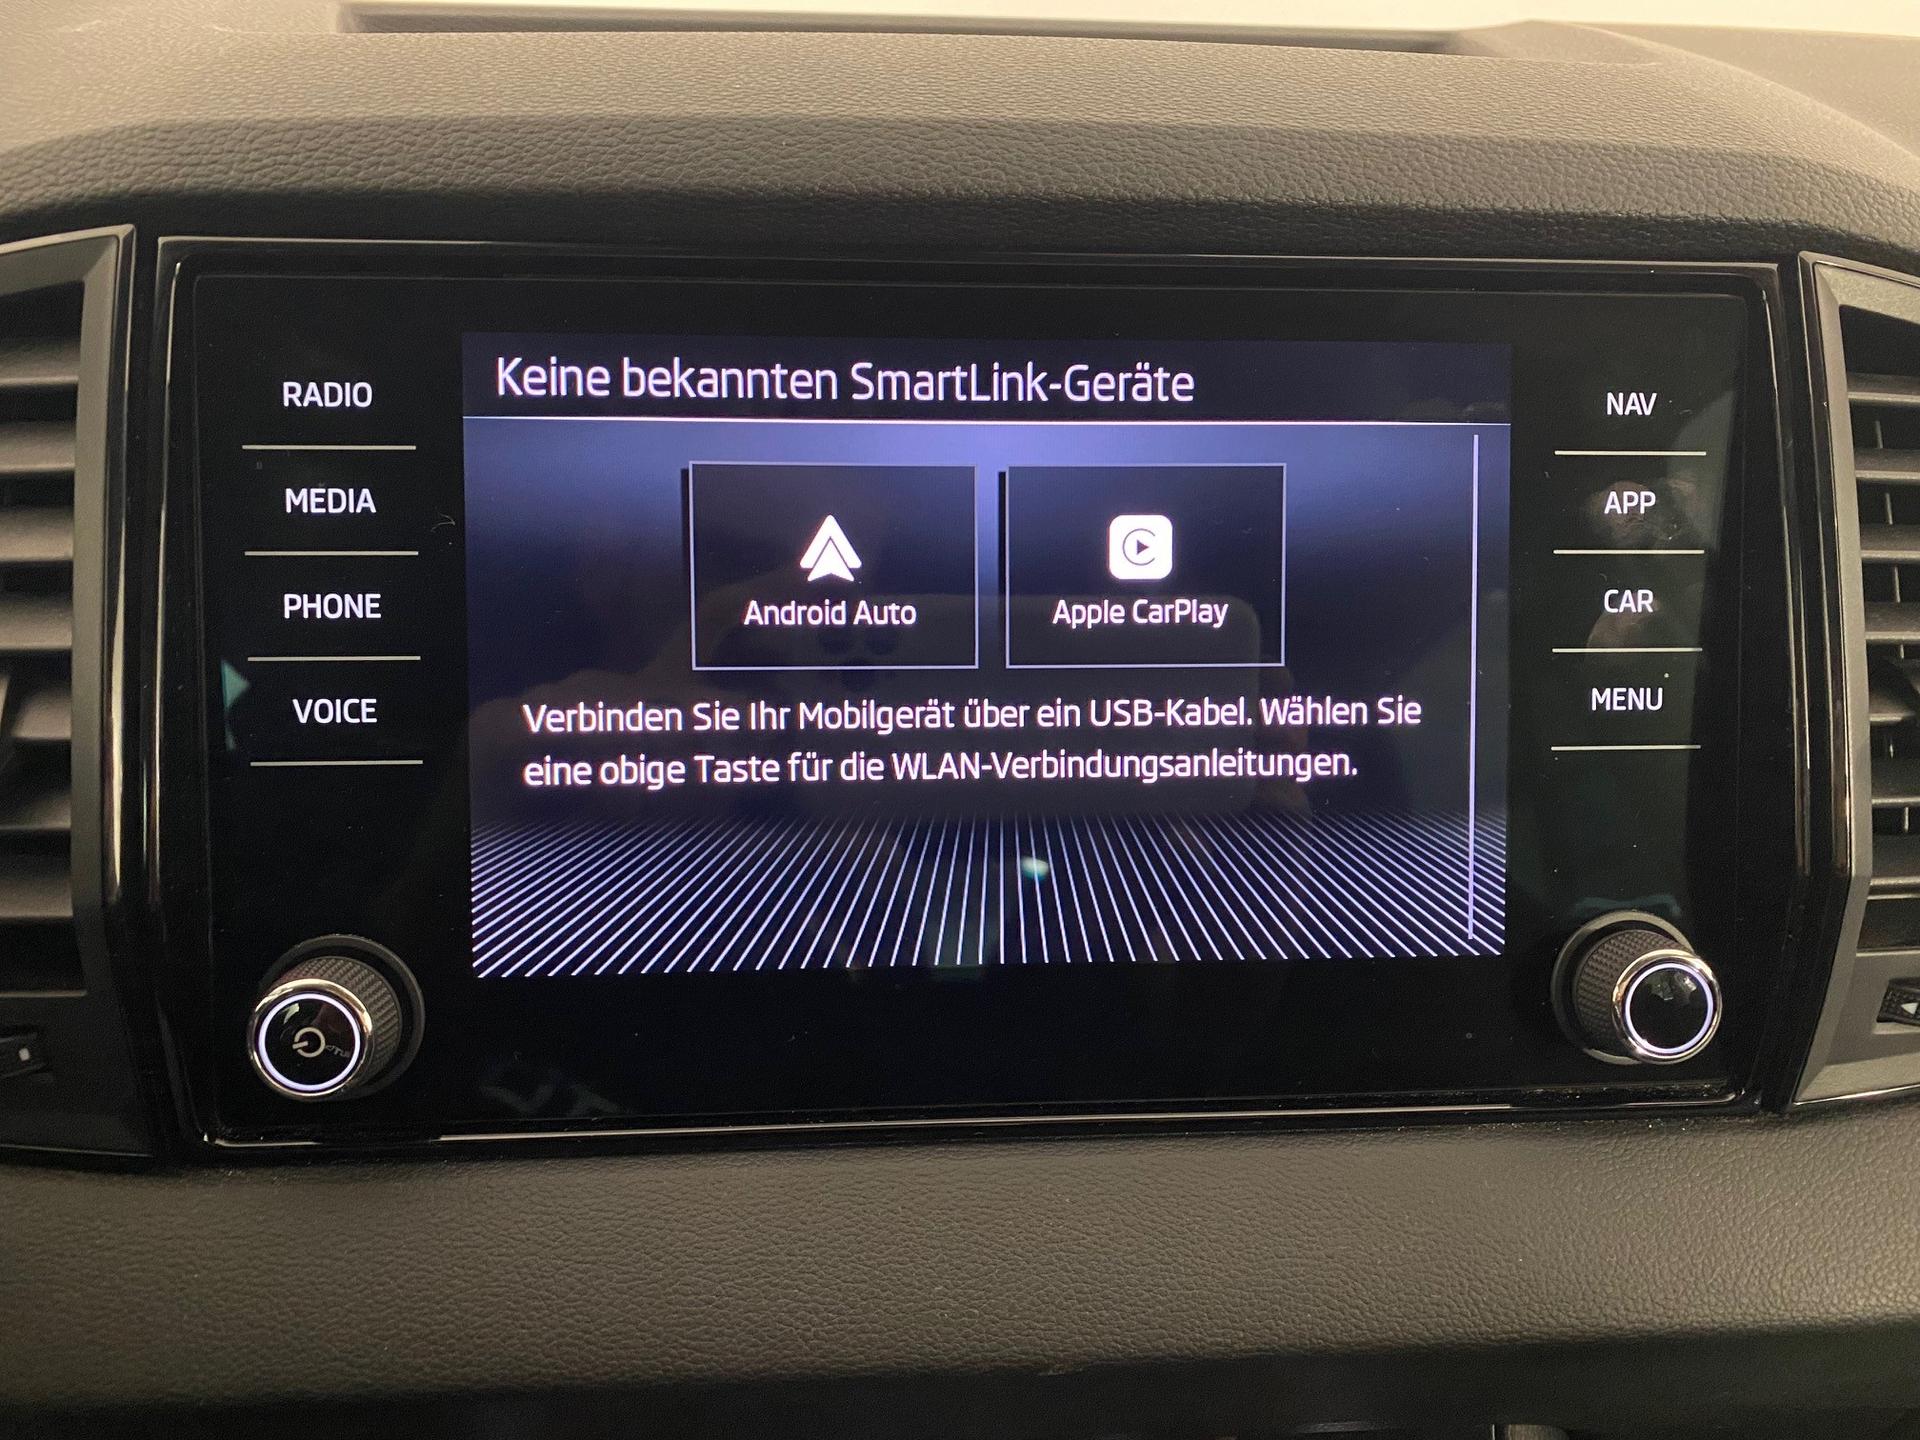 Keine bekannten SmartLink-Geräte
RADIO
MEDIA
PHONE
VOICE
Android Auto
Apple CarPlay
Verbinden Sie Ihr Mobilgerät über ein USB-Kabel. Wählen Sie
eine obige Taste für die WLAN-Verbindungsanleitungen.
NAV
APP
CAR
MENU